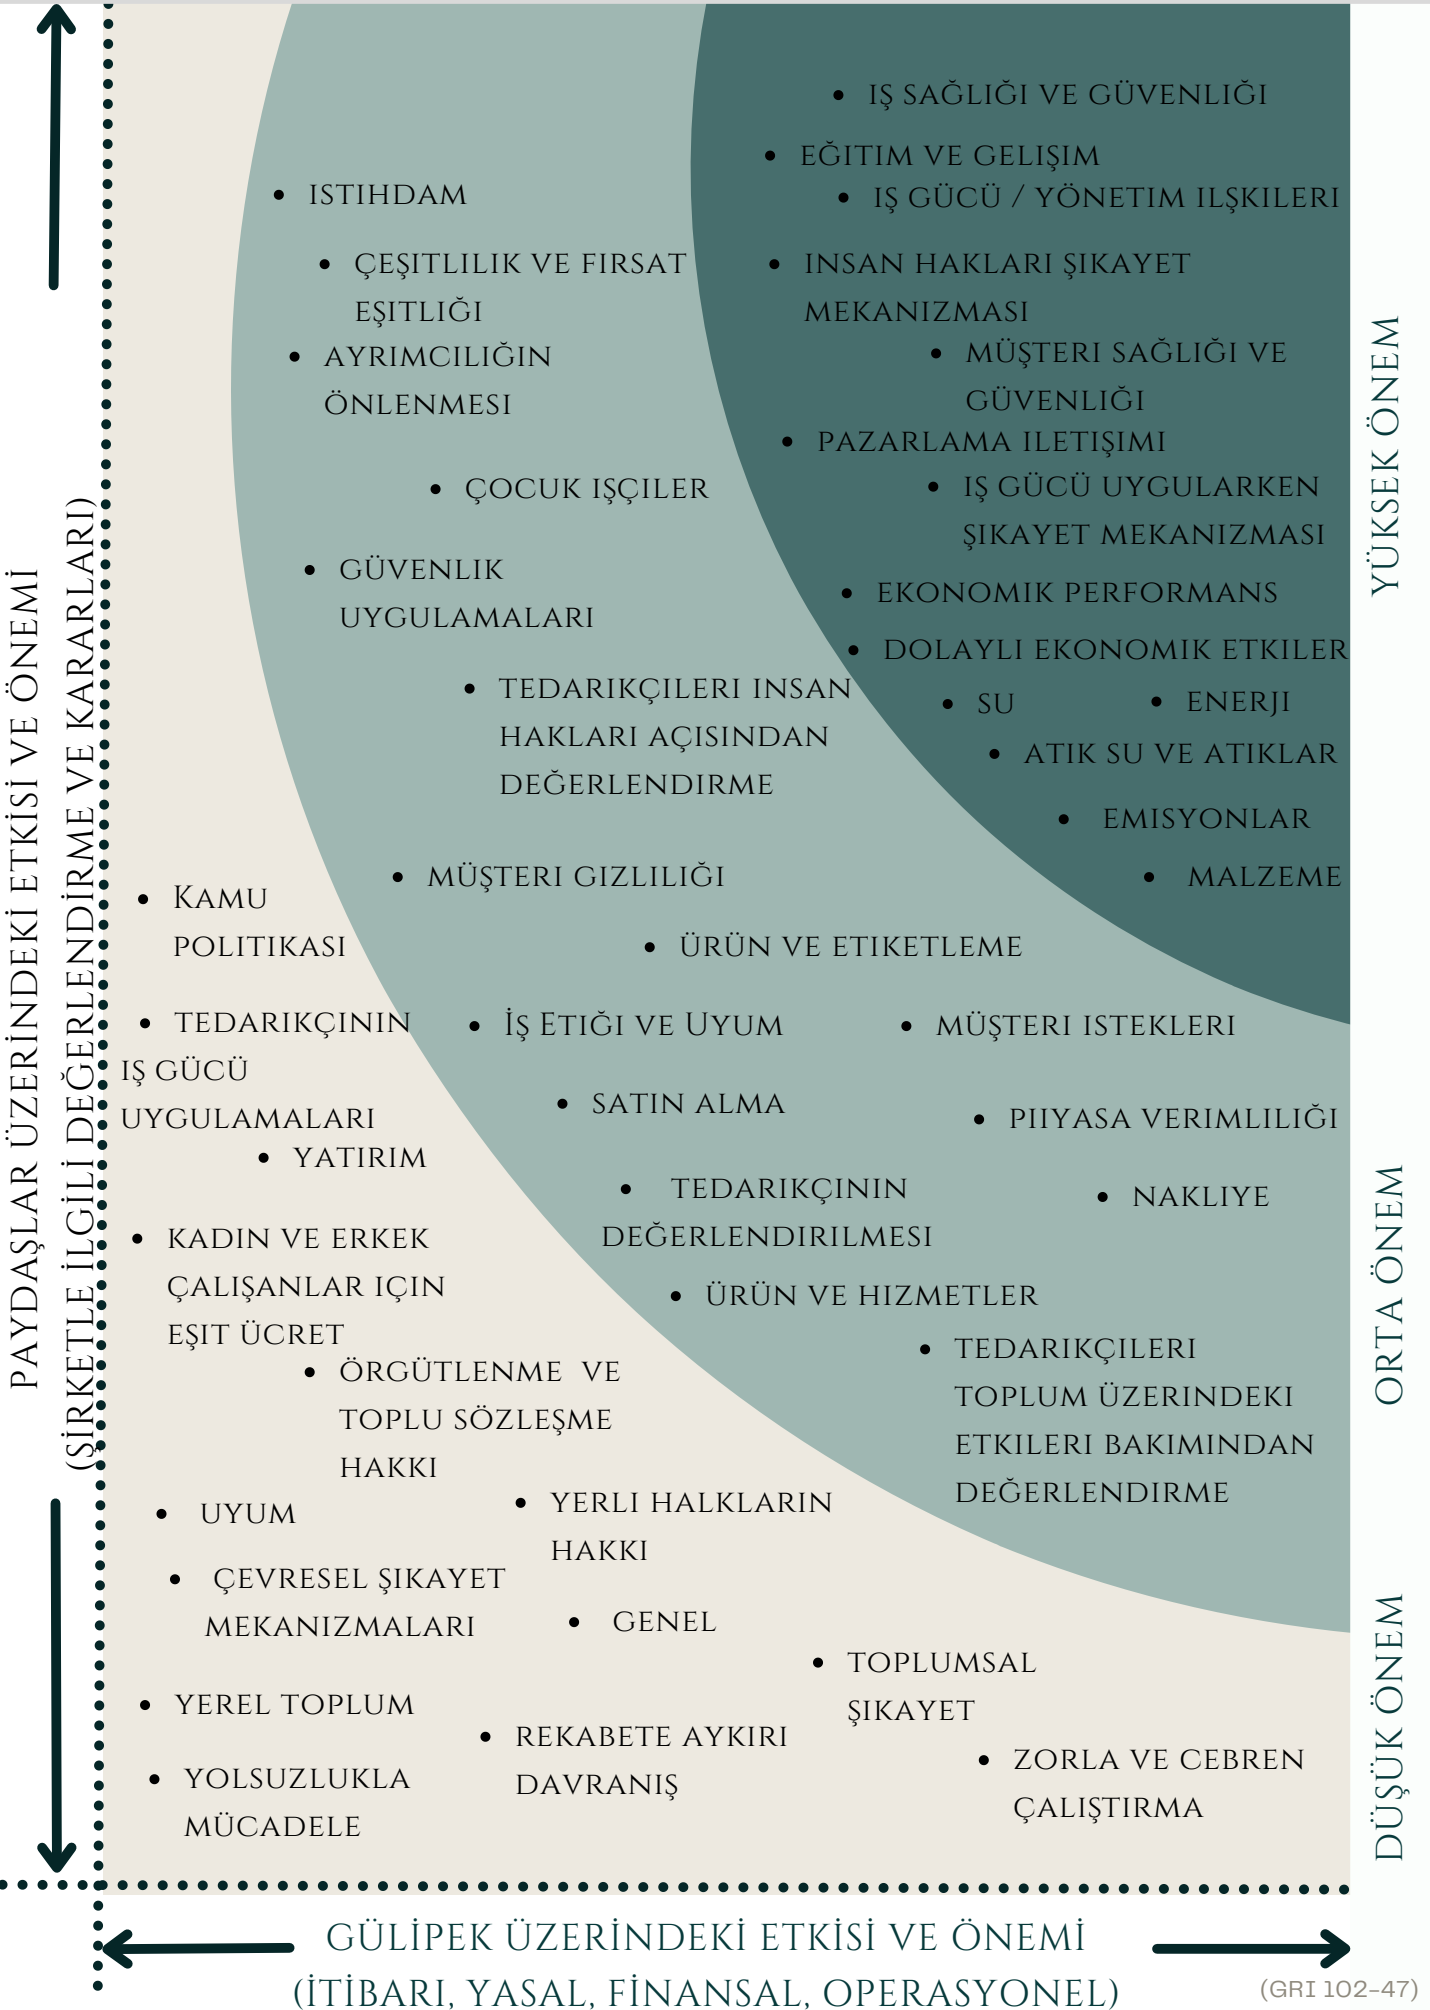 • IŞ SAĞLIĞI VE GÜVENLIĞI
• EĞITIM VE GELIŞIM
• IŞ GÜCÜ / YÖNETIM ILŞKILERI
• INSAN HAKLARI ŞIKAYET
MEKANIZMASI
• MÜŞTERI SAĞLIĞI VE
GÜVENLIĞI
• PAZARLAMA ILETIŞIMI
• IŞ GÜCÜ UYGULARKEN
ŞIKAYET MEKANIZMASI
• EKONOMIK PERFORMANS
• DOLAYLI EKONOMIK ETKILER
• SU
• ENERJI
• ATIK SU VE ATIKLAR
• EMISYONLAR
• MALZEME
• ISTIHDAM
• ÇEŞITLILIK VE FIRSAT
EŞITLIĞI
• AYRIMCILIĞIN
ÖNLENMESI
• ÇOCUK IŞÇILER
• GÜVENLIK
UYGULAMALARI
• TEDARIKÇILERI INSAN
HAKLARI AÇISINDAN
DEĞERLENDIRME
• MÜŞTERI GIZLILIĞI
• ÜRÜN VE ETIKETLEME
• İŞ ETIĞI VE UYUM
• MÜŞTERI ISTEKLERI
• SATIN ALMA
• PIIYASA VERIMLILIĞI
• TEDARIKÇININ
DEĞERLENDIRILMESI
• NAKLIYE
• ÜRÜN VE HIZMETLER
• TEDARIKÇILERI
TOPLUM ÜZERINDEKI
ETKILERI BAKIMINDAN
DEĞERLENDIRME
• KAMU
POLITIKASI
• TEDARIKÇININ
IŞ GÜCÜ
UYGULAMALARI
• YATIRIM
• KADIN VE ERKEK
ÇALIŞANLAR IÇIN
EŞIT ÜCRET
• ÖRGÜTLENME VE
TOPLU SÖZLEŞME
HAKKI
• UYUM
• YERLI HALKLARIN
HAKKI
• ÇEVRESEL ŞIKAYET
MEKANIZMALARI
• GENEL
• TOPLUMSAL
ŞIKAYET
• YEREL TOPLUM
• REKABETE AYKIRI
DAVRANIŞ
• ZORLA VE CEBREN
ÇALIŞTIRMA
• YOLSUZLUKLA
MÜCADELE
YÜKSEK ÖNEM
ORTA ÖNEM
DÜŞÜK ÖNEM
PAYDAŞLAR ÜZERİNDEKİ ETKİSİ VE ÖNEMİ
(ŞİRKETLE İLGİLİ DEĞERLENDİRME VE KARARLARI)
GÜLİPEK ÜZERİNDEKİ ETKİSİ VE ÖNEMİ
(İTİBARI, YASAL, FİNANSAL, OPERASYONEL)
(GRI 102-47)